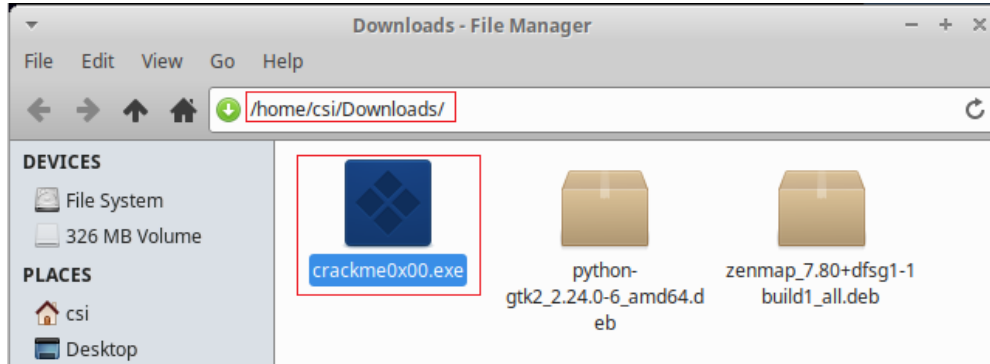 Downloads - File Manager
File Edit View Go Help
/home/csi/Downloads/
DEVICES
File System
326 MB Volume
PLACES
csi
Desktop
crackme0x00.exe
python-
gtk2_2.24.0-6_amd64.d
eb
zenmap_7.80+dfsg1-1
build1_all.deb